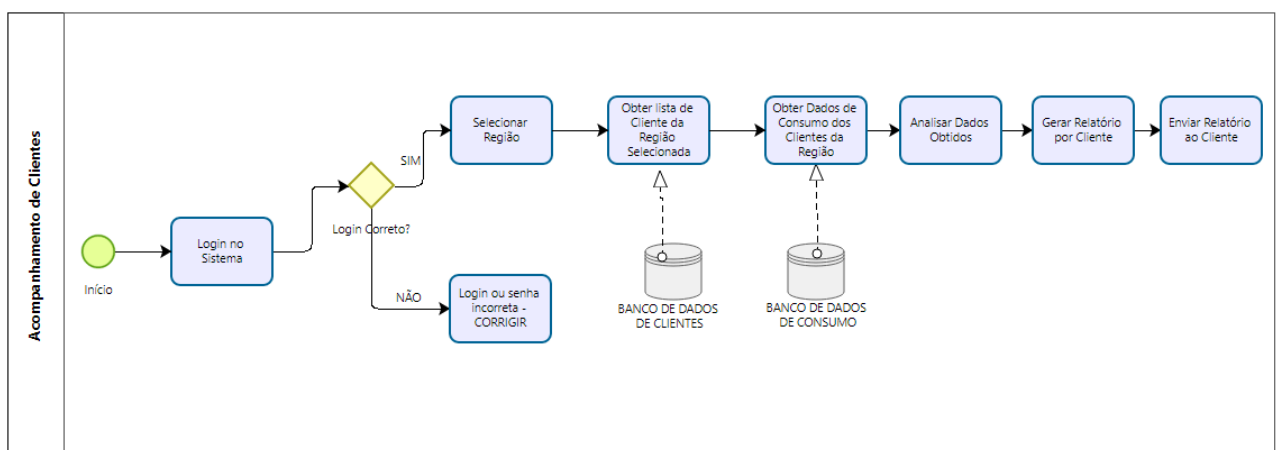 Acompanhamento de Clientes
Início
Login no
Sistema
Login Correto?
SIM
NÃO
Selecionar
Região
Login ou senha
incorreta -
CORRIGIR
Obter lista de
Cliente da
Região
Selecionada
BANCO DE DADOS
DE CLIENTES
Obter Dados de
Consumo dos
Clientes da
Região
BANCO DE DADOS
DE CONSUMO
Analisar Dados
Obtidos
Gerar Relatório
por Cliente
Enviar Relatório
ao Cliente